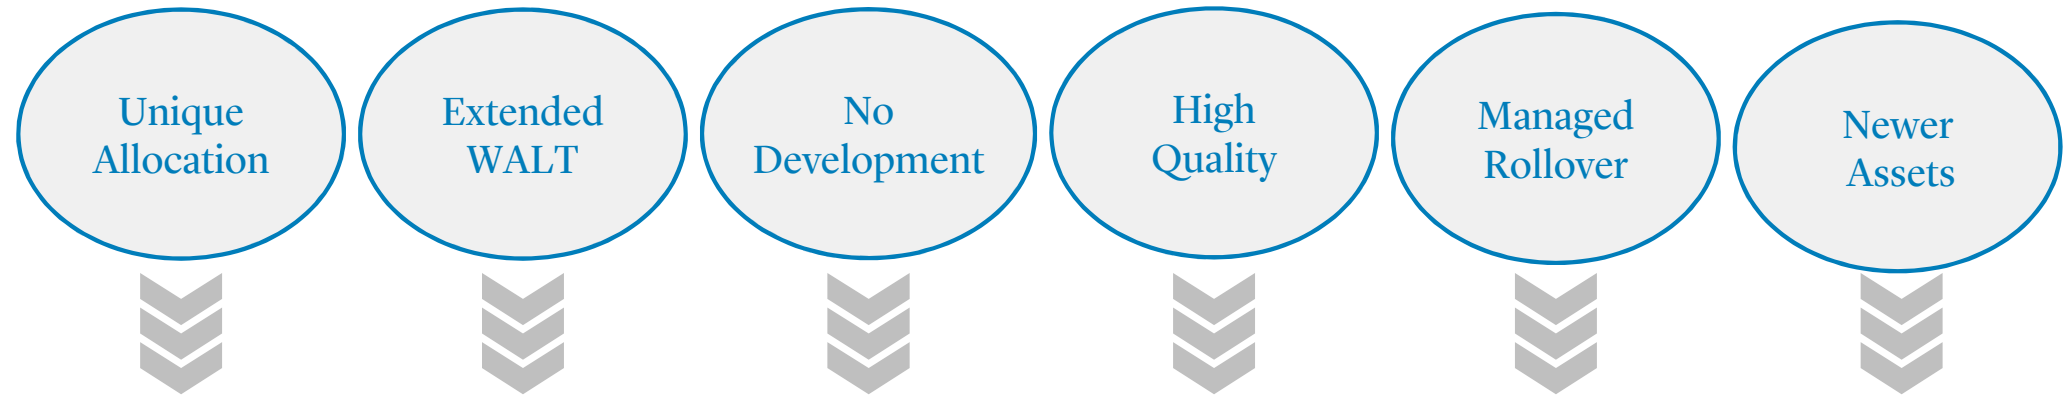 Unique
Allocation
Extended
WALT
No
Development
High
Quality
Managed
Rollover
Newer
Assets